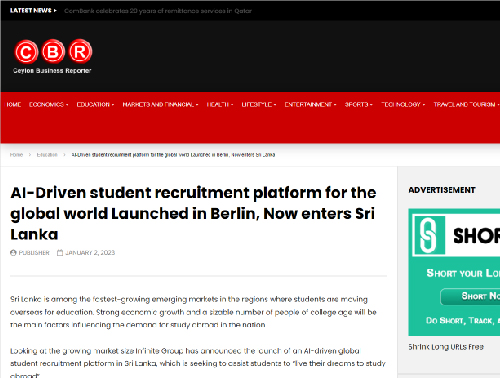 LATEST NEWS ComBank celebrates 20 years of remittance services in Qatar
CBR
Ceylon Business Reporter
HOME ECONOMICS EDUCATION MARKETS AND FINANCIAL HEALTH LIFESTYLE ENTERTAINMENT SPORTS TECHNOLOGY TRAVEL AND TOURISM
Home > Education > AI-Driven student recruitment platform for the global world Launched in Berlin, Now enters Sri Lanka
AI-Driven student recruitment platform for the
global world Launched in Berlin, Now enters Sri
Lanka
PUBLISHER JANUARY 2, 2023
Sri Lanka is among the fastest-growing emerging markets in the regions where students are moving
overseas for education. Strong economic growth and a sizable number of people of college age will be
the main factors influencing the demand for study abroad in the nation.
Looking at the growing market size Infinite Group has announced the launch of an AI-driven global
student recruitment platform in Sri Lanka, which is seeking to assist students to "live their dreams to study
abroad"
ADVERTISEMENT
SHOR
SHORT YOUR LO
SHORT N
DO SHORT, TRACK,
Shrink Long URLs Free